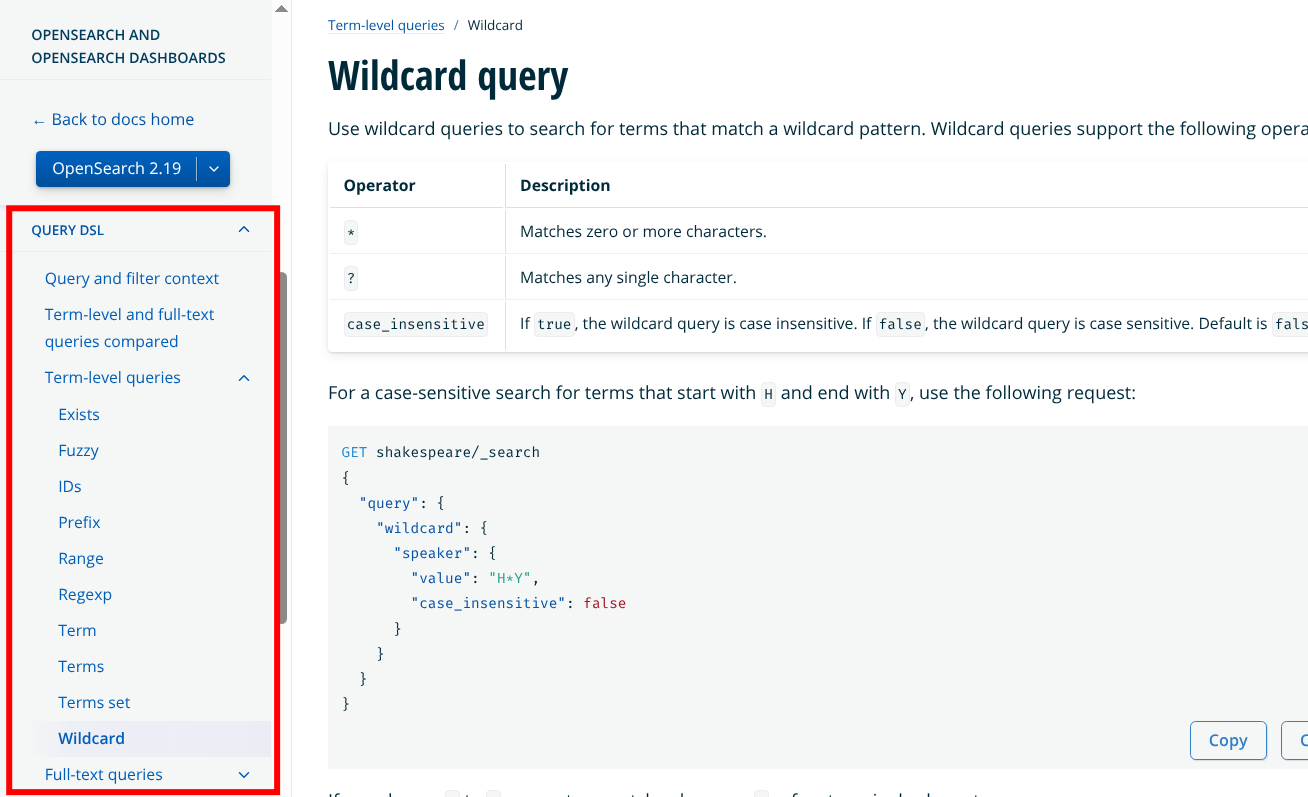 OPENSEARCH AND
OPENSEARCH DASHBOARDS
← Back to docs home
OpenSearch 2.19
QUERY DSL
Query and filter context
Term-level and full-text
queries compared
Term-level queries
Exists
Fuzzy
IDs
Prefix
Range
Regexp
Term
Terms
Terms set
Wildcard
Full-text queries
Term-level queries / Wildcard
Wildcard query
Use wildcard queries to search for terms that match a wildcard pattern. Wildcard queries support the following
Operator Description
* Matches zero or more characters.
? Matches any single character.
case_insensitive If true, the wildcard query is case insensitive. If false, the wildcard query is case sensitive. Default is
For a case-sensitive search for terms that start with H and end with Y, use the following request:
GET shakespeare/_search
{
  "query": {
    "wildcard": {
      "speaker": {
        "value": "H*Y",
        "case_insensitive": false
      }
    }
  }
}
Copy